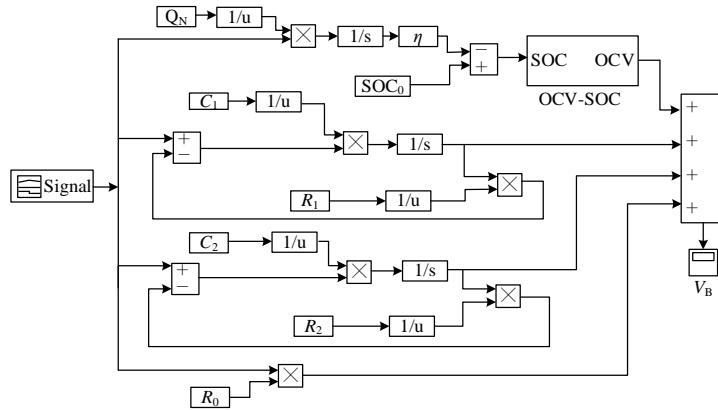 Q_N
1/u
×
1/s
η
−
+
SOC_0
SOC OCV
OCV-SOC
C_1
1/u
+
−
×
1/s
R_1
1/u
×
Signal
C_2
1/u
+
−
×
1/s
R_2
1/u
×
R_0
×
+
+
+
+
V_B